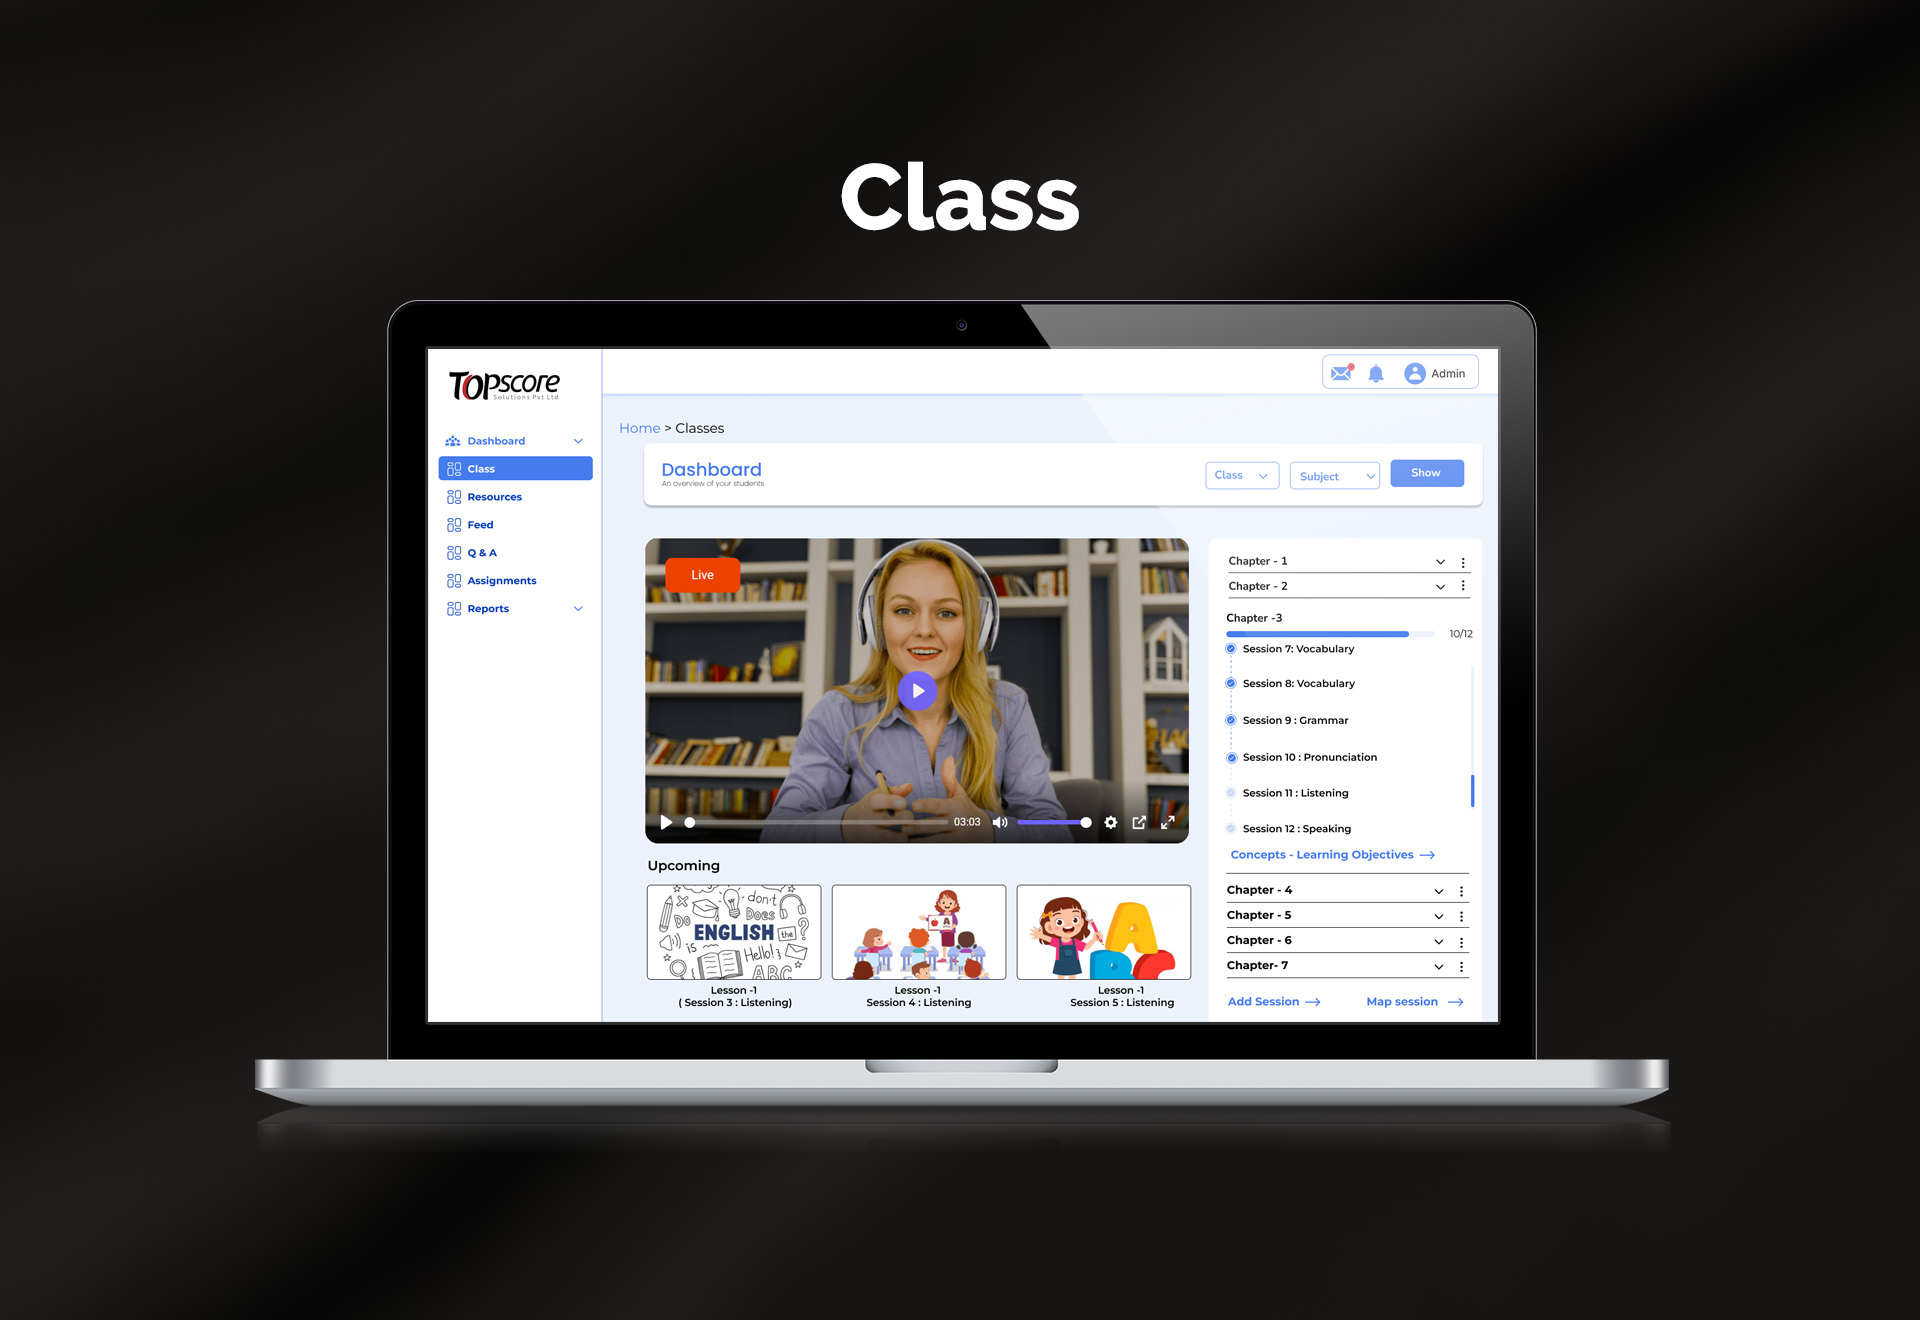 Class
Topscore
Solutions Pvt Ltd
Admin
Dashboard
Class
Resources
Feed
Q & A
Assignments
Reports
Home > Classes
Dashboard
An overview of your students
Class
Subject
Show
Live
03:03
Chapter - 1
Chapter - 2
Chapter -3
10/12
Session 7: Vocabulary
Session 8: Vocabulary
Session 9 : Grammar
Session 10 : Pronunciation
Session 11 : Listening
Session 12 : Speaking
Concepts - Learning Objectives
Chapter - 4
Chapter - 5
Chapter - 6
Chapter- 7
Add Session
Map session
Upcoming
don't
Do
Does
ENGLISH
the
?
is
Hello!
ABC
Lesson -1
( Session 3 : Listening)
A
Lesson -1
Session 4 : Listening
A
B
C
Lesson -1
Session 5 : Listening